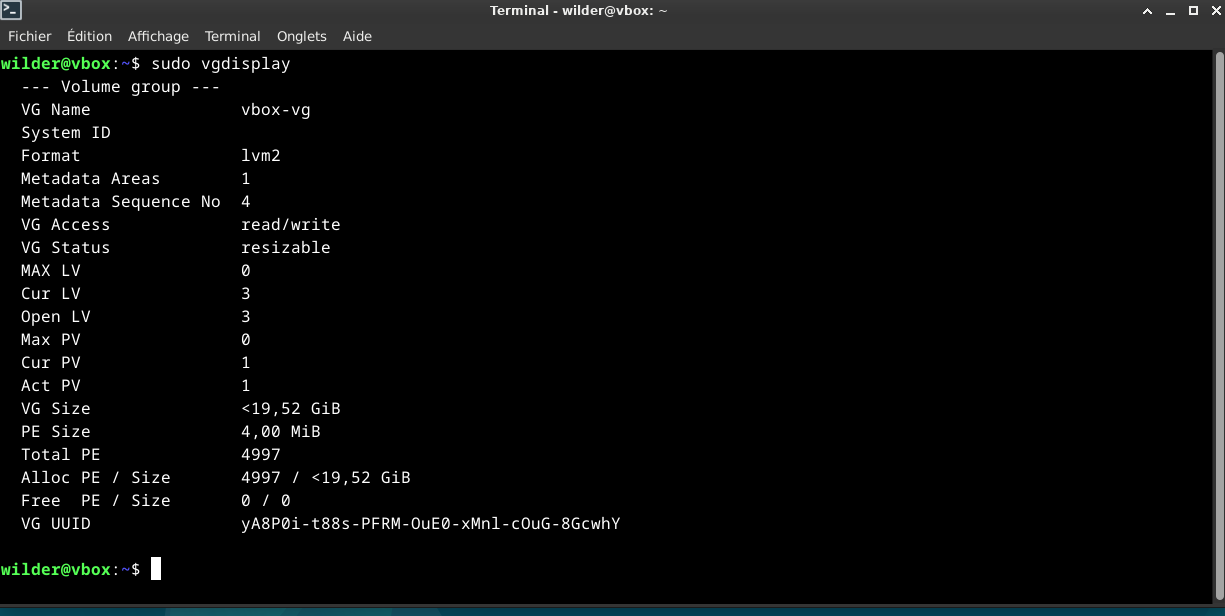 Terminal - wilder@vbox: ~
Fichier Édition Affichage Terminal Onglets Aide
wilder@vbox:~$ sudo vgdisplay
  --- Volume group ---
  VG Name               vbox-vg
  System ID
  Format                lvm2
  Metadata Areas        1
  Metadata Sequence No  4
  VG Access             read/write
  VG Status             resizable
  MAX LV                0
  Cur LV                3
  Open LV               3
  Max PV                0
  Cur PV                1
  Act PV                1
  VG Size               <19,52 GiB
  PE Size               4,00 MiB
  Total PE              4997
  Alloc PE / Size       4997 / <19,52 GiB
  Free  PE / Size       0 / 0
  VG UUID               yA8P0i-t88s-PFRM-OuE0-xMnl-cOuG-8GcwhY
wilder@vbox:~$